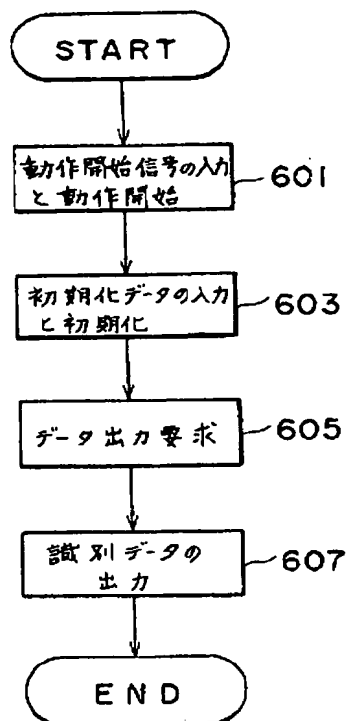 START
動作開始信号の入力
と動作開始
601
初期化データの入力
と初期化
603
データ出力要求
605
識別データの
出力
607
END